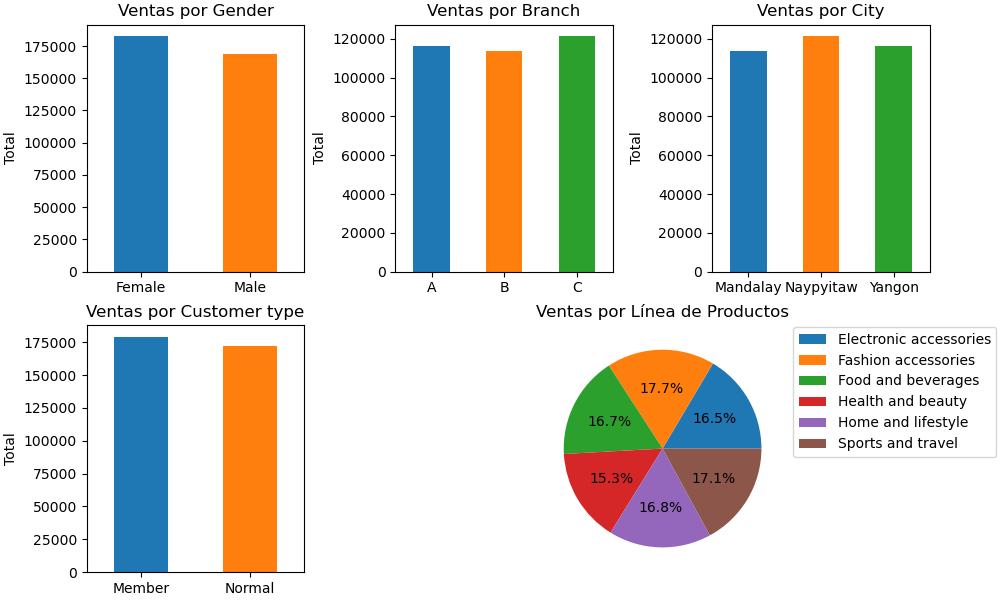 Ventas por Gender
Total
175000
150000
125000
100000
75000
50000
25000
0
Female Male
Ventas por Branch
Total
120000
100000
80000
60000
40000
20000
0
A B C
Ventas por City
Total
120000
100000
80000
60000
40000
20000
0
Mandalay Naypyitaw Yangon
Ventas por Customer type
Total
175000
150000
125000
100000
75000
50000
25000
0
Member Normal
Ventas por Línea de Productos
17.7%
16.7% 16.5%
15.3% 17.1%
16.8%
Electronic accessories
Fashion accessories
Food and beverages
Health and beauty
Home and lifestyle
Sports and travel